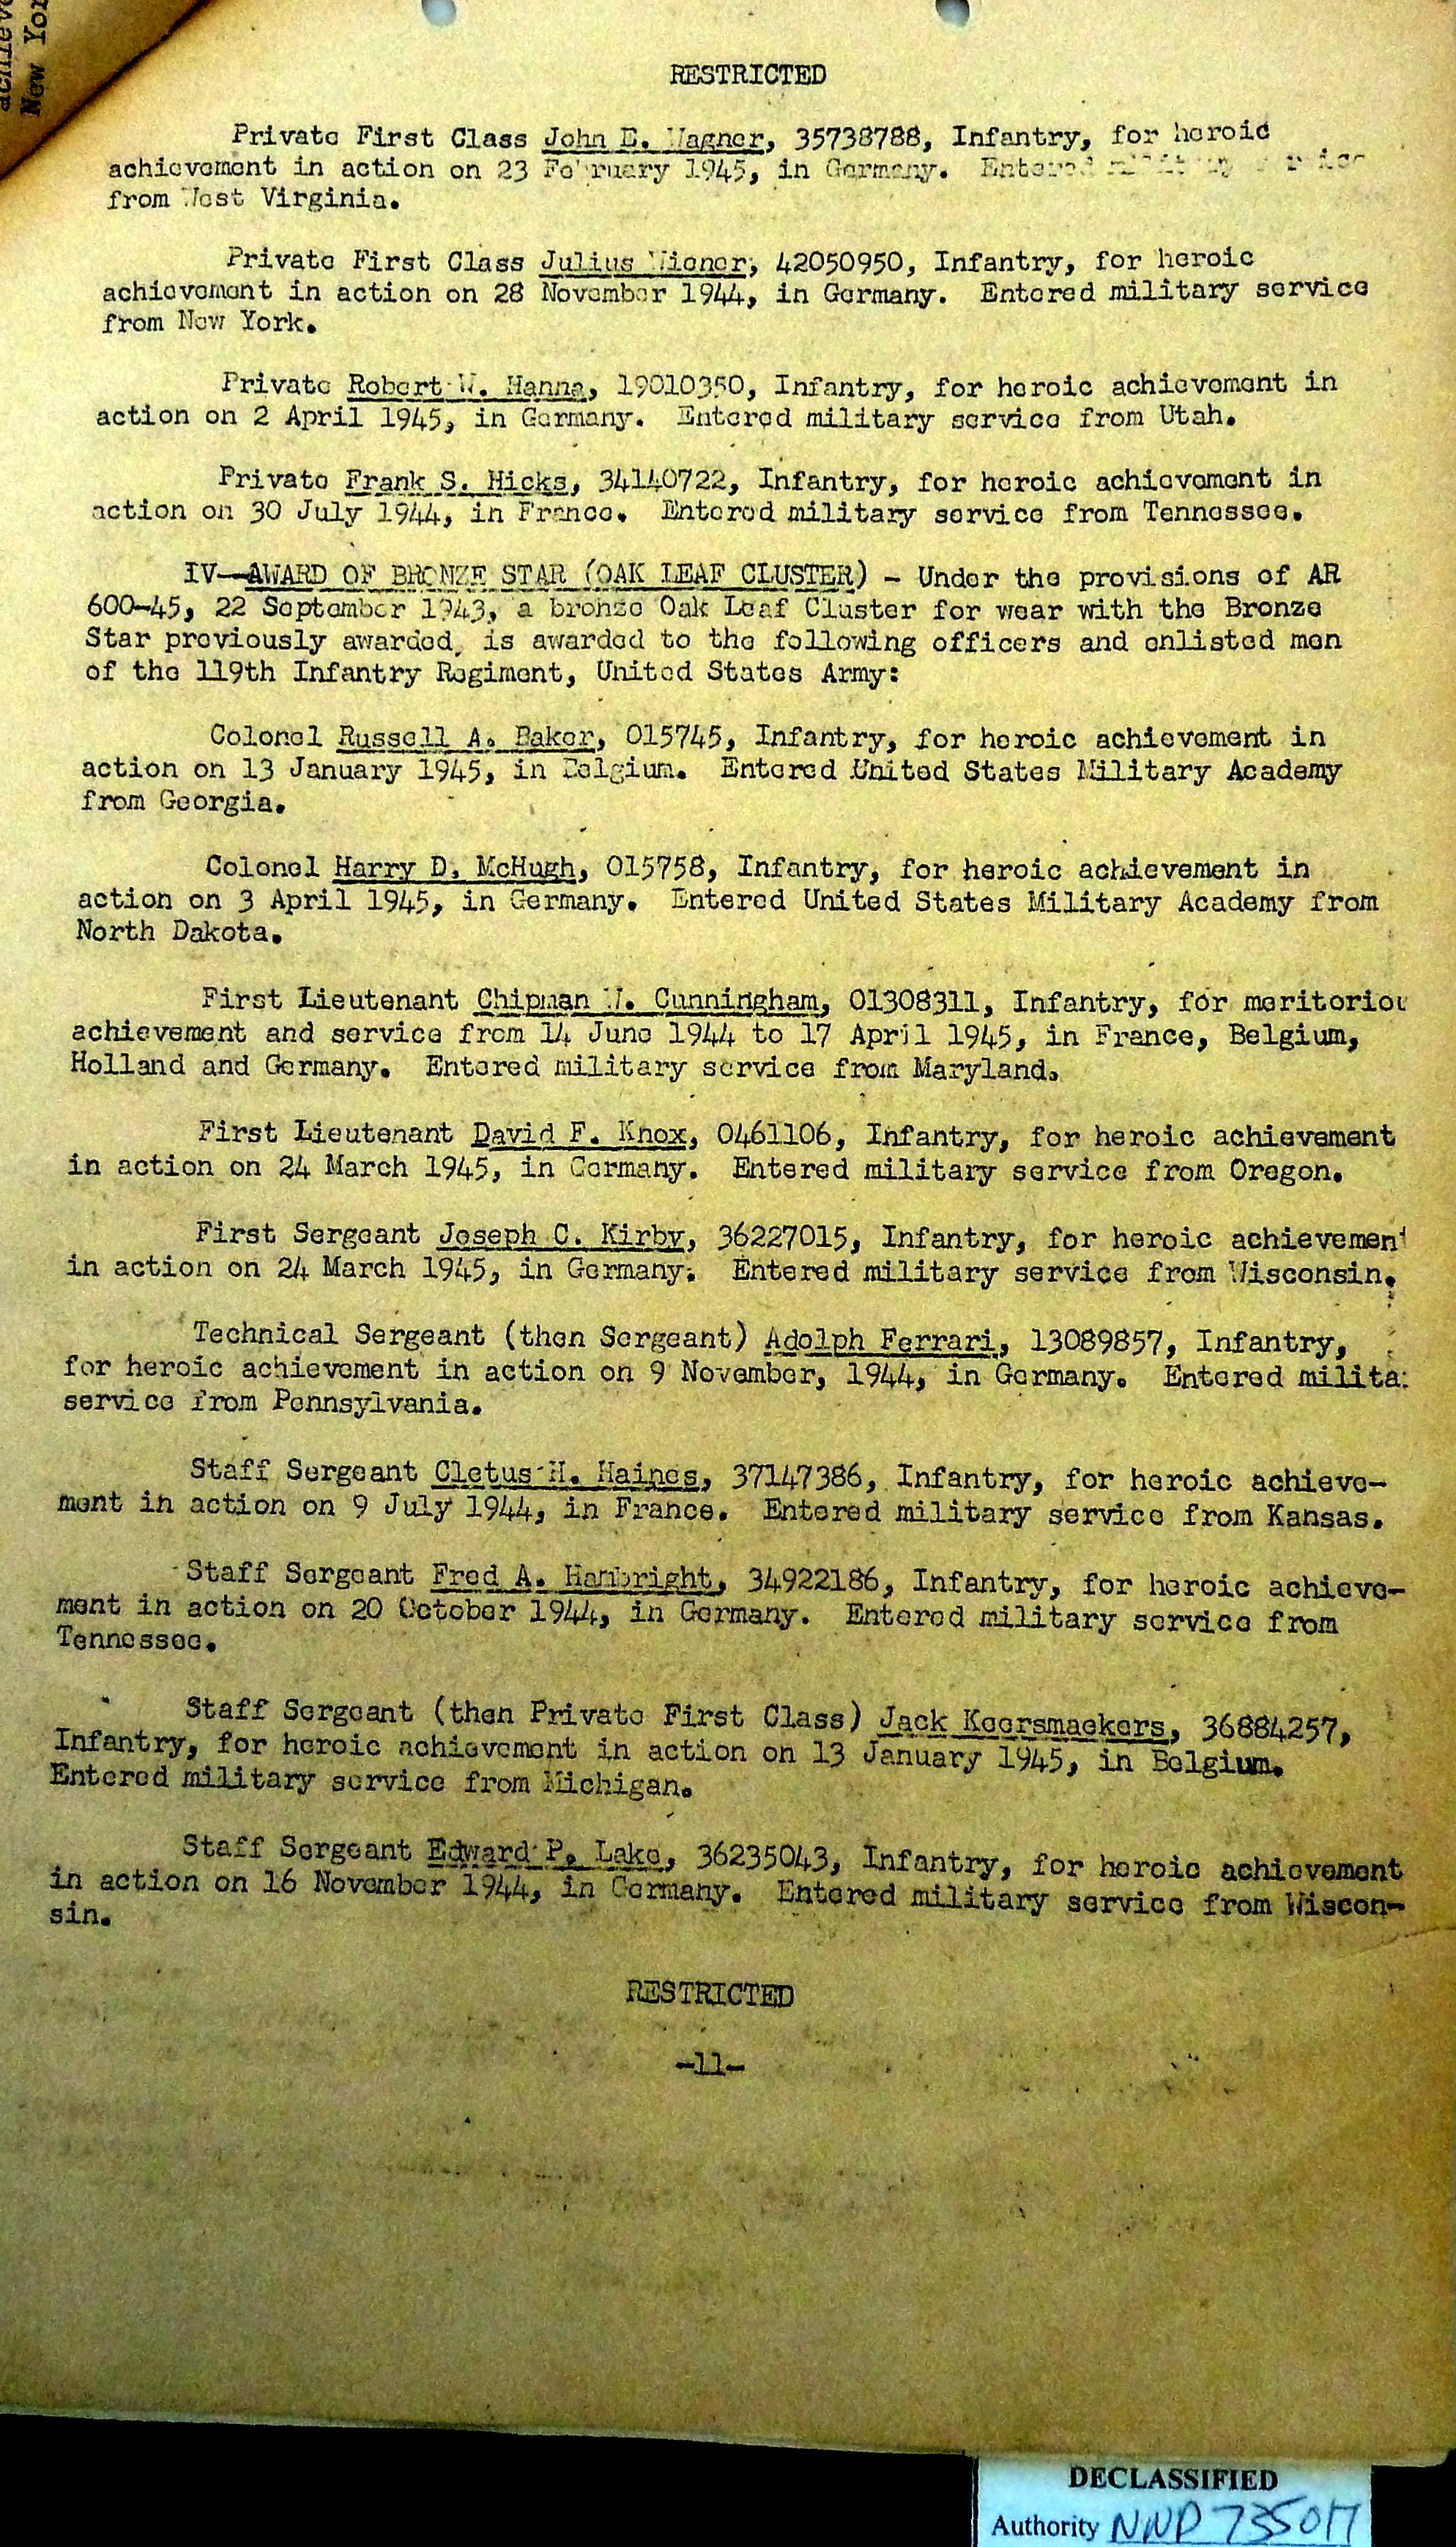 achiev
New Yor
RESTRICTED
Private First Class John E. Wagner, 35738788, Infantry, for heroic
achievement in action on 23 February 1945, in Germany. Entered
from West Virginia.
Private First Class Julius Wiener, 42050950, Infantry, for heroic
achievement in action on 28 November 1944, in Germany. Entered military service
from New York.
Private Robert W. Hanna, 19010350, Infantry, for heroic achievement in
action on 2 April 1945, in Germany. Entered military service from Utah.
Private Frank S. Hicks, 34140722, Infantry, for heroic achievement in
action on 30 July 1944, in France. Entered military service from Tennessee.
IV—AWARD OF BRONZE STAR (OAK LEAF CLUSTER) - Under the provisions of AR
600-45, 22 September 1943, a bronze Oak Leaf Cluster for wear with the Bronze
Star previously awarded, is awarded to the following officers and enlisted men
of the 119th Infantry Regiment, United States Army:
Colonel Russell A. Baker, 015745, Infantry, for heroic achievement in
action on 13 January 1945, in Belgium. Entered United States Military Academy
from Georgia.
Colonel Harry D. McHugh, 015758, Infantry, for heroic achievement in
action on 3 April 1945, in Germany. Entered United States Military Academy from
North Dakota.
First Lieutenant Chipman W. Cunningham, 01308311, Infantry, for meritoriou
achievement and service from 14 June 1944 to 17 April 1945, in France, Belgium,
Holland and Germany. Entered military service from Maryland.
First Lieutenant David F. Knox, 0461106, Infantry, for heroic achievement
in action on 24 March 1945, in Germany. Entered military service from Oregon.
First Sergeant Joseph C. Kirby, 36227015, Infantry, for heroic achievement
in action on 24 March 1945, in Germany. Entered military service from Wisconsin.
Technical Sergeant (then Sergeant) Adolph Ferrari, 13089857, Infantry,
for heroic achievement in action on 9 November, 1944, in Germany. Entered milita
service from Pennsylvania.
Staff Sergeant Cletus H. Haines, 37147386, Infantry, for heroic achieve-
ment in action on 9 July 1944, in France. Entered military service from Kansas.
Staff Sergeant Fred A. Hambright, 34922186, Infantry, for heroic achieve-
ment in action on 20 October 1944, in Germany. Entered military service from
Tennessee.
Staff Sergeant (then Private First Class) Jack Keersmaekers, 36884257,
Infantry, for heroic achievement in action on 13 January 1945, in Belgium.
Entered military service from Michigan.
Staff Sergeant Edward P. Lake, 36235043, Infantry, for heroic achievement
in action on 16 November 1944, in Germany. Entered military service from Wiscon-
sin.
RESTRICTED
-11-
DECLASSIFIED
Authority NND 735017